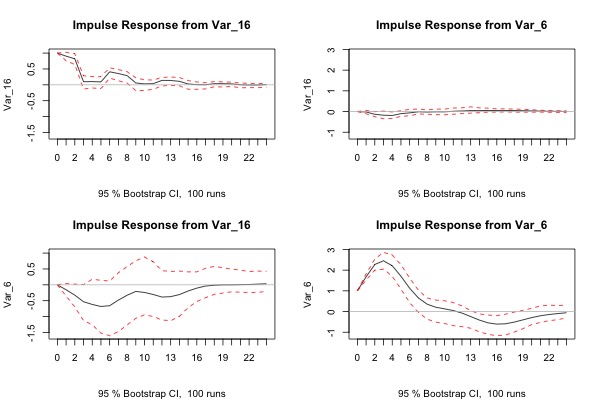 Impulse Response from Var_16
Var_16
0.5
-0.5
-1.5
0 2 4 6 8 10 13 16 19 22
95 % Bootstrap CI, 100 runs
Impulse Response from Var_6
Var_16
3
2
1
0
-1
0 2 4 6 8 10 13 16 19 22
95 % Bootstrap CI, 100 runs
Impulse Response from Var_16
Var_6
0.5
-0.5
-1.5
0 2 4 6 8 10 13 16 19 22
95 % Bootstrap CI, 100 runs
Impulse Response from Var_6
Var_6
3
2
1
0
-1
0 2 4 6 8 10 13 16 19 22
95 % Bootstrap CI, 100 runs